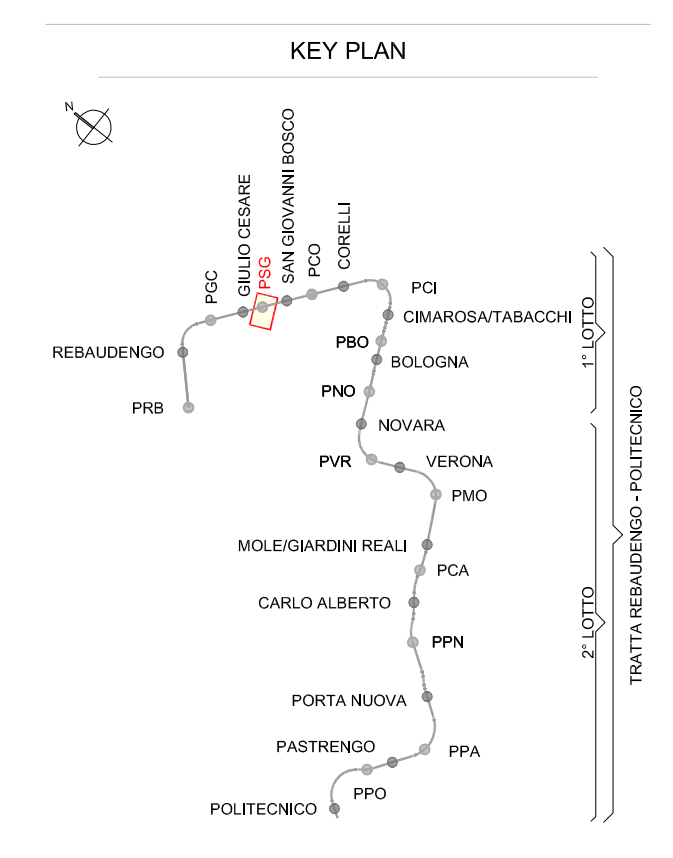 KEY PLAN
N
PGC
GIULIO CESARE
PSG
SAN GIOVANNI BOSCO
PCO
CORELLI
PCI
CIMAROSA/TABACCHI
PBO
BOLOGNA
REBAUDENGO
PNO
PRB
NOVARA
PVR
VERONA
PMO
MOLE/GIARDINI REALI
PCA
CARLO ALBERTO
PPN
PORTA NUOVA
PASTRENGO
PPA
PPO
POLITECNICO
1° LOTTO
2° LOTTO
TRATTA REBAUDENGO - POLITECNICO